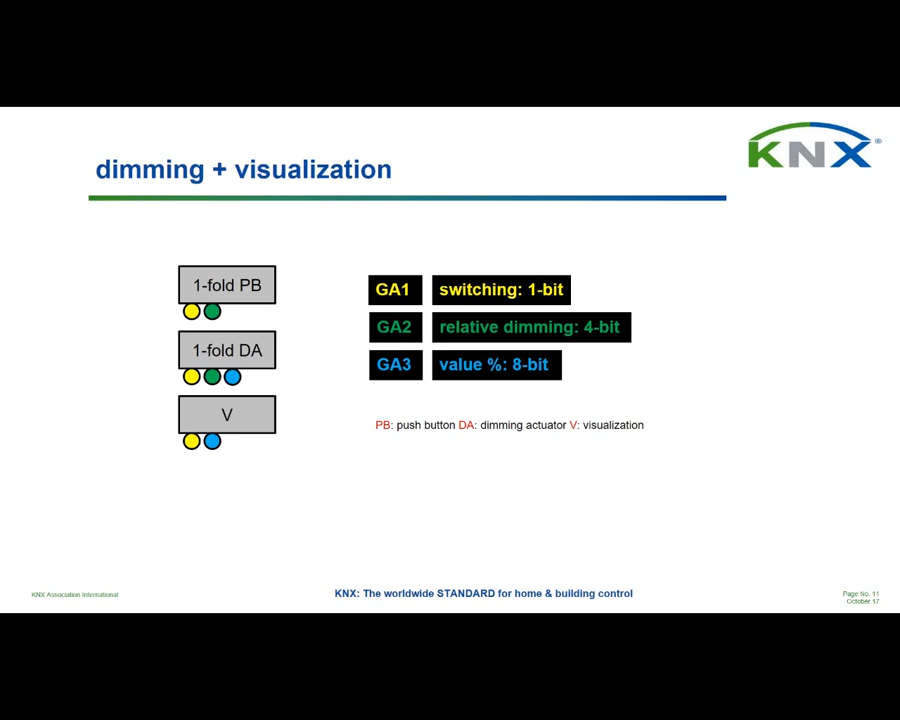 KNX®
dimming + visualization
1-fold PB
1-fold DA
V
GA1 switching: 1-bit
GA2 relative dimming: 4-bit
GA3 value %: 8-bit
PB: push button DA: dimming actuator V: visualization
KNX Association International
KNX: The worldwide STANDARD for home & building control
Page No. 11
October 17